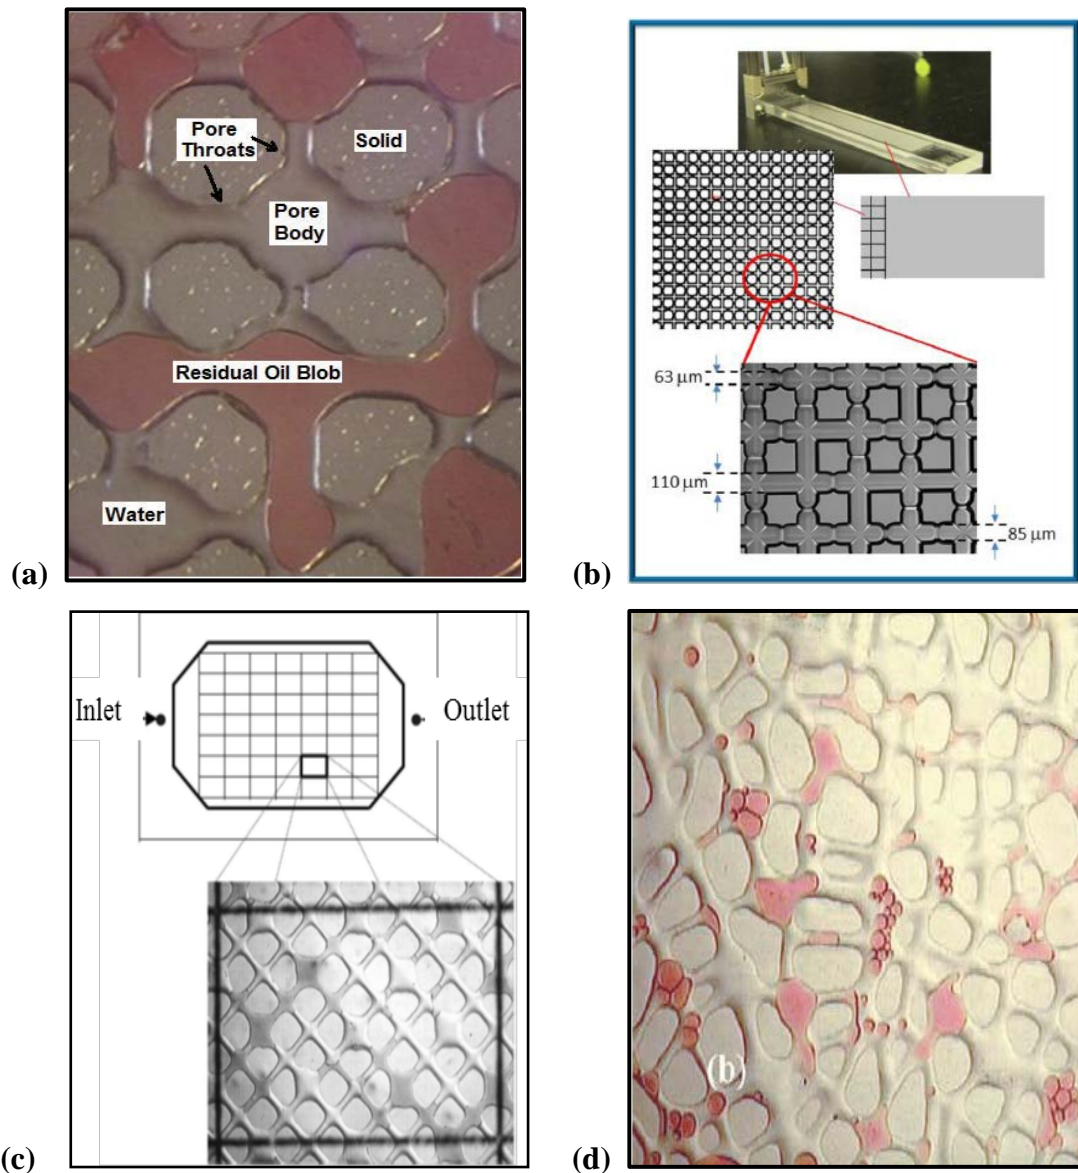 Pore
Throats
Solid
Pore
Body
Residual Oil Blob
Water
(a)
63 µm
110 µm
85 µm
(b)
Inlet
Outlet
(c)
(b)
(d)